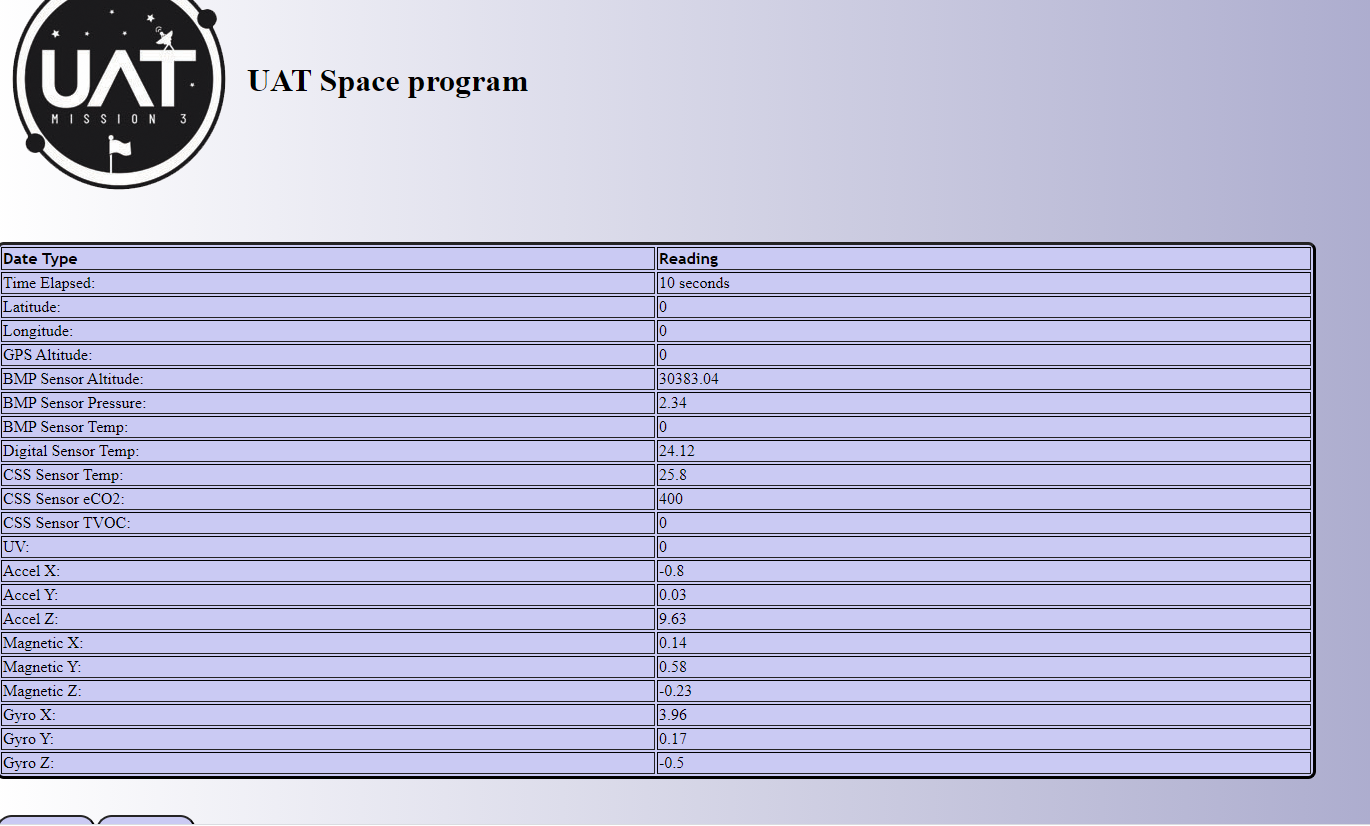 UAT
MISSION 3
UAT Space program
Date Type Reading
Time Elapsed: 10 seconds
Latitude: 0
Longitude: 0
GPS Altitude: 0
BMP Sensor Altitude: 30383.04
BMP Sensor Pressure: 2.34
BMP Sensor Temp: 0
Digital Sensor Temp: 24.12
CSS Sensor Temp: 25.8
CSS Sensor eCO2: 400
CSS Sensor TVOC: 0
UV: 0
Accel X: -0.8
Accel Y: 0.03
Accel Z: 9.63
Magnetic X: 0.14
Magnetic Y: 0.58
Magnetic Z: -0.23
Gyro X: 3.96
Gyro Y: 0.17
Gyro Z: -0.5